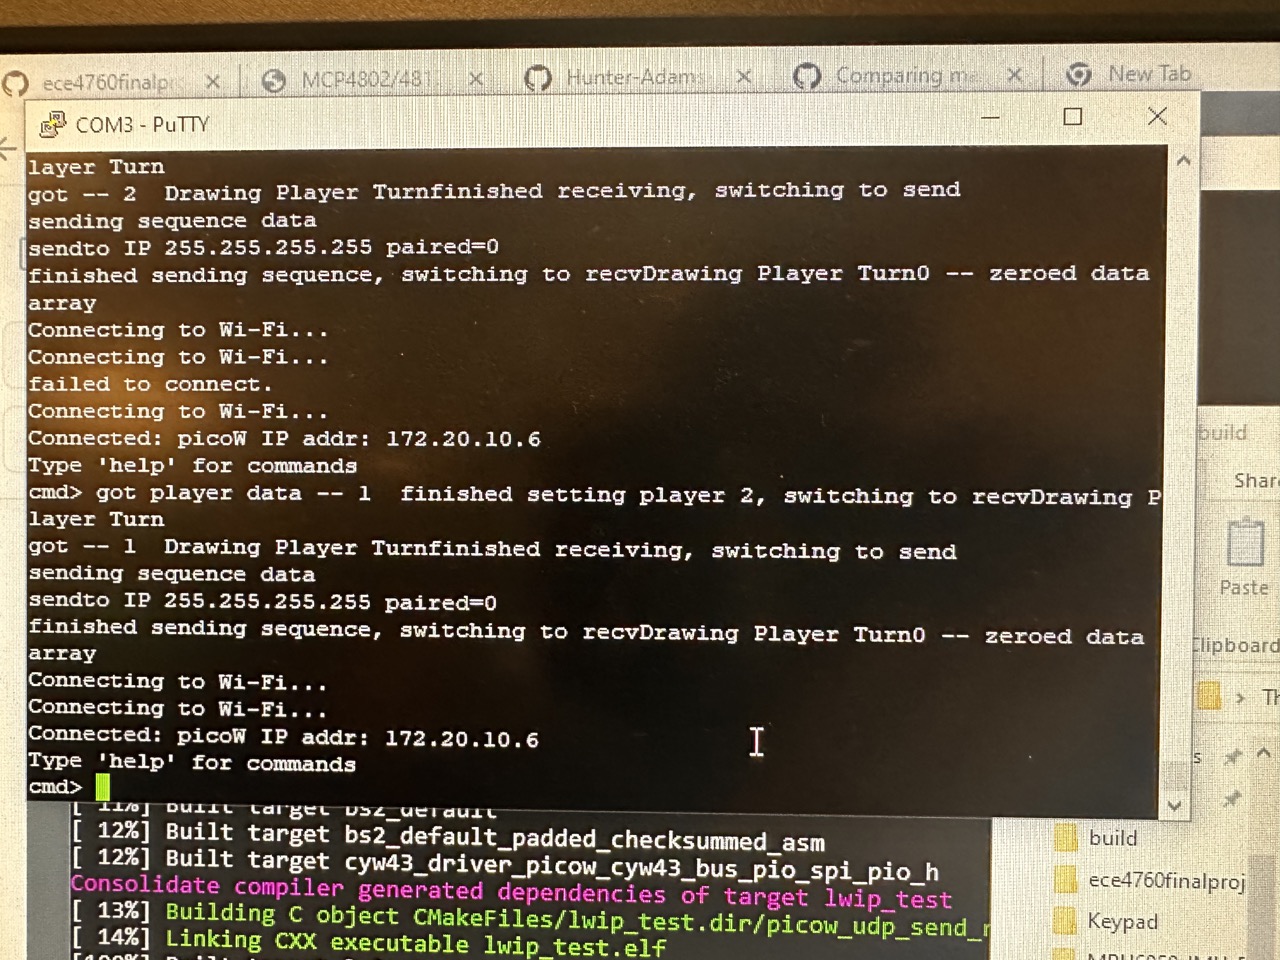 ece4760finalpr
MCP4802/481
Hunter-Adams
Comparing m
New Tab
COM3 - PuTTY
layer Turn
got -- 2  Drawing Player Turnfinished receiving, switching to send
sending sequence data
sendto IP 255.255.255.255 paired=0
finished sending sequence, switching to recvDrawing Player Turn0 -- zeroed data
array
Connecting to Wi-Fi...
Connecting to Wi-Fi...
failed to connect.
Connecting to Wi-Fi...
Connected: picoW IP addr: 172.20.10.6
Type 'help' for commands
cmd> got player data -- 1  finished setting player 2, switching to recvDrawing P
layer Turn
got -- 1  Drawing Player Turnfinished receiving, switching to send
sending sequence data
sendto IP 255.255.255.255 paired=0
finished sending sequence, switching to recvDrawing Player Turn0 -- zeroed data
array
Connecting to Wi-Fi...
Connecting to Wi-Fi...
Connected: picoW IP addr: 172.20.10.6
Type 'help' for commands
cmd>
[ 11%] Built target bs2_default
[ 12%] Built target bs2_default_padded_checksummed_asm
[ 12%] Built target cyw43_driver_picow_cyw43_bus_pio_spi_pio_h
Consolidate compiler generated dependencies of target lwip_test
[ 13%] Building C object CMakeFiles/lwip_test.dir/picow_udp_send_
[ 14%] Linking CXX executable lwip_test.elf
build
Share
Paste
Clipboard
> Th
s
build
ece4760finalproj
Keypad